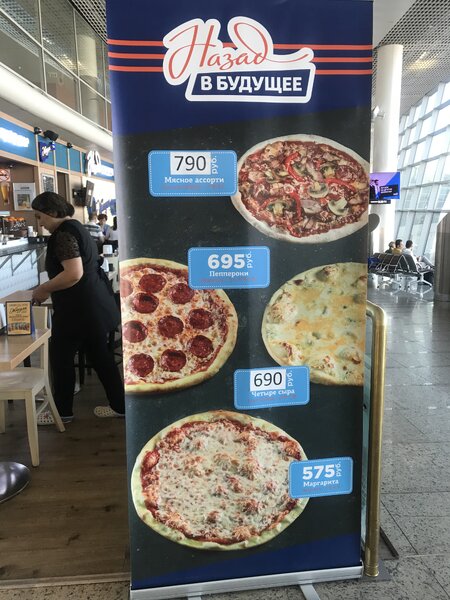 Назад
В БУДУЩЕЕ
790 руб.
Мясное ассорти
695 руб.
Пепперони
690 руб.
Четыре сыра
575 руб.
Маргарита